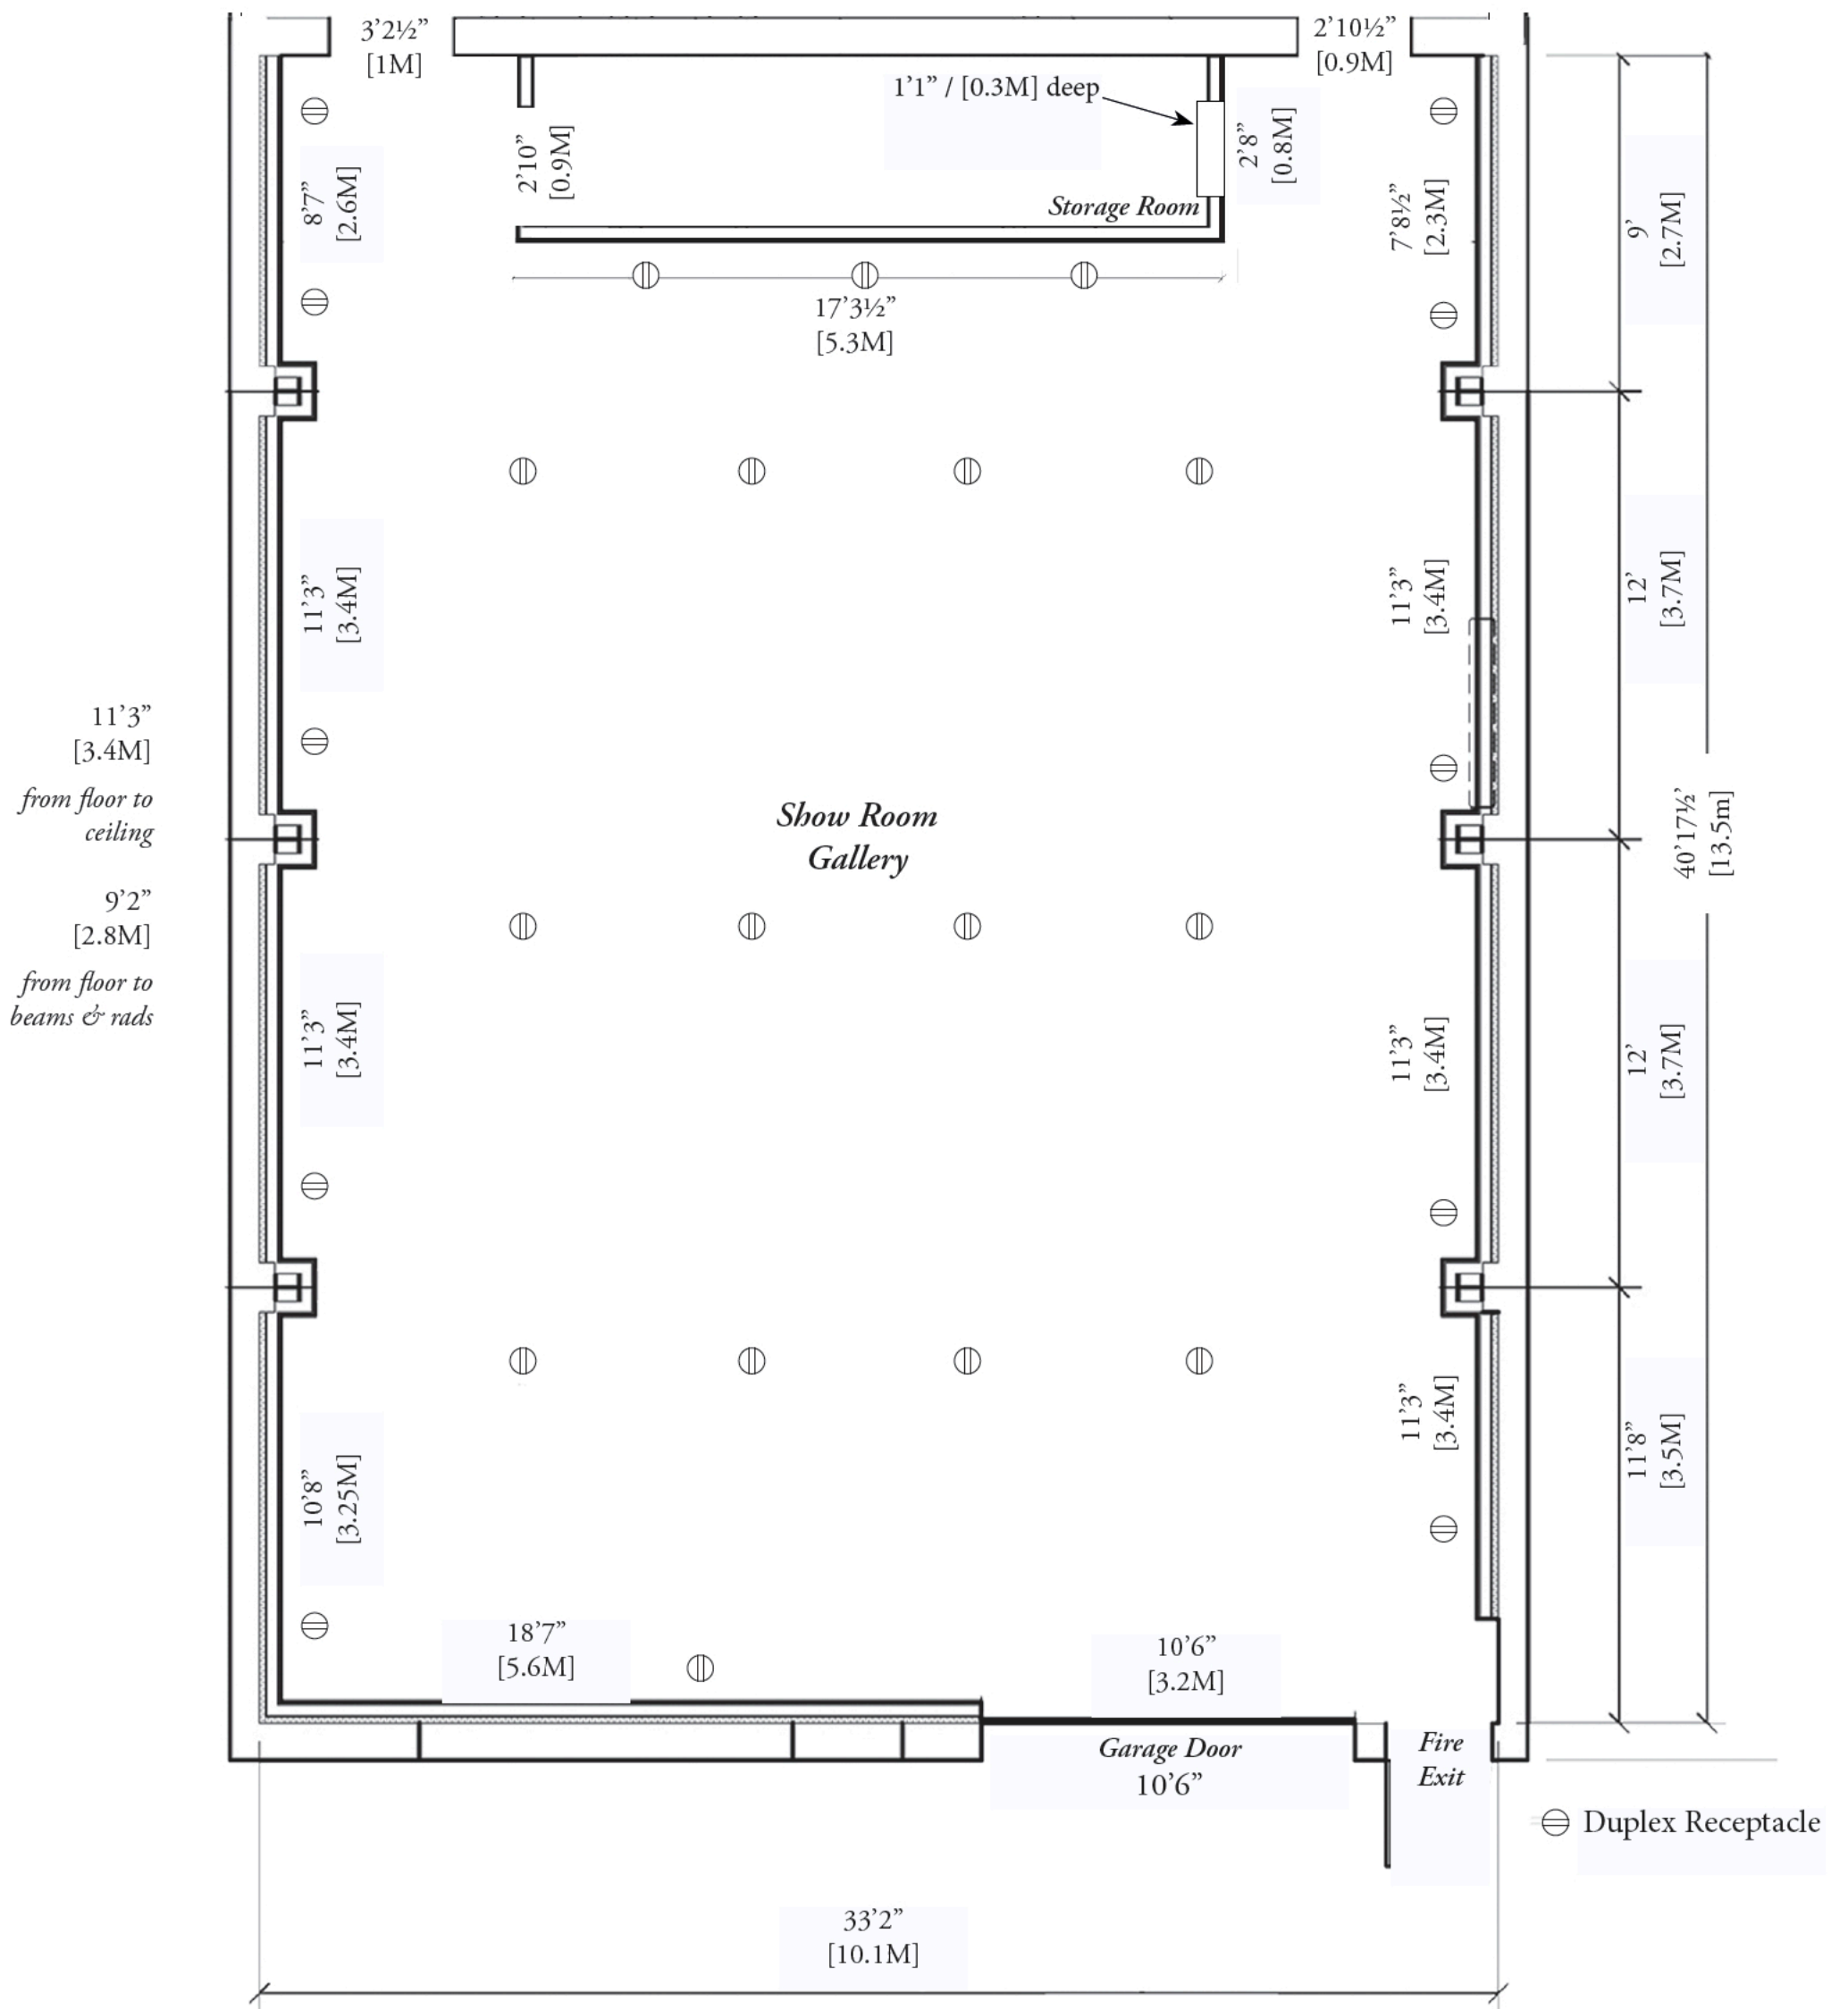 3’2½”
[1M]
2’10½”
[0.9M]
1’1” / [0.3M] deep
2’10”
[0.9M]
2’8”
[0.8M]
Storage Room
8’7”
[2.6M]
7’8½”
[2.3M]
9’
[2.7M]
17’3½”
[5.3M]
11’3”
[3.4M]
11’3”
[3.4M]
12’
[3.7M]
11’3”
[3.4M]
from floor to
ceiling
9’2”
[2.8M]
from floor to
beams & rads
Show Room
Gallery
40’17½’
[13.5m]
11’3”
[3.4M]
11’3”
[3.4M]
12’
[3.7M]
10’8”
[3.25M]
11’3”
[3.4M]
11’8”
[3.5M]
18’7”
[5.6M]
10’6”
[3.2M]
Garage Door
10’6”
Fire
Exit
Duplex Receptacle
33’2”
[10.1M]